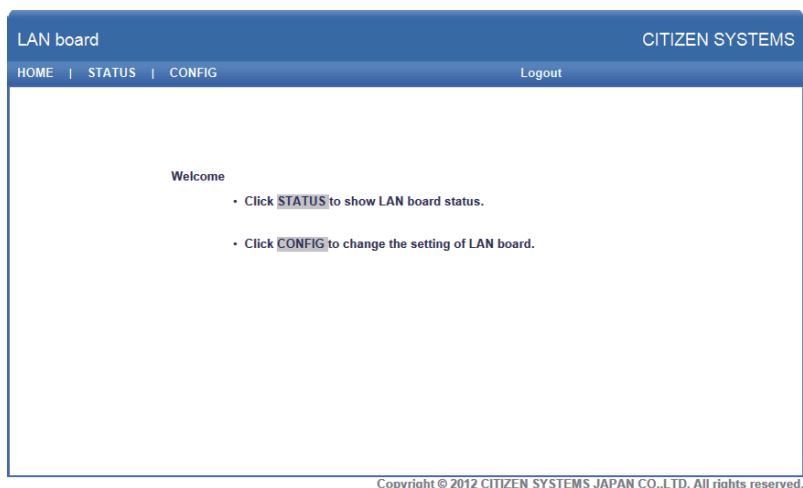 LAN board CITIZEN SYSTEMS
HOME | STATUS | CONFIG Logout
Welcome
• Click STATUS to show LAN board status.
• Click CONFIG to change the setting of LAN board.
Copyright © 2012 CITIZEN SYSTEMS JAPAN CO.,LTD. All rights reserved.